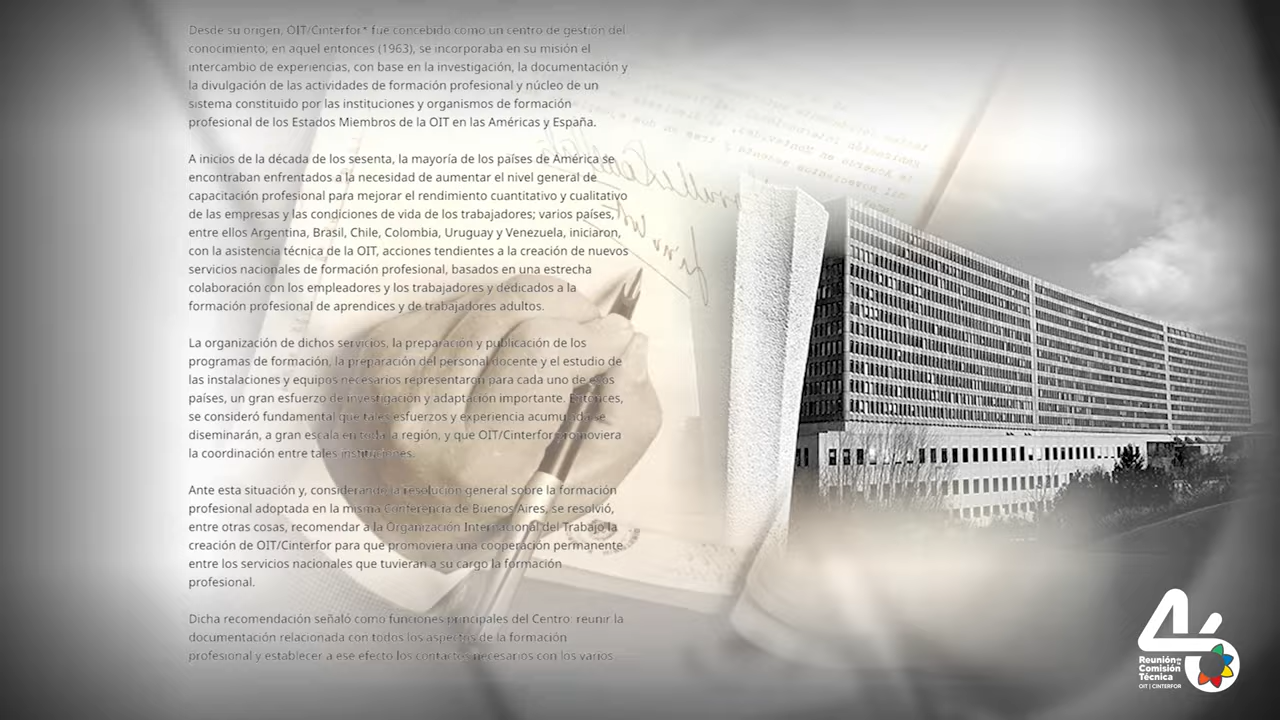 Desde su origen, OIT/Cinterfor* fue concebido como un centro de gestión del
conocimiento; en aquel entonces (1963), se incorporaba en su misión el
intercambio de experiencias, con base en la investigación, la documentación y
la divulgación de las actividades de formación profesional y núcleo de un
sistema constituido por las instituciones y organismos de formación
profesional de los Estados Miembros de la OIT en las Américas y España.
A inicios de la década de los sesenta, la mayoría de los países de América se
encontraban enfrentados a la necesidad de aumentar el nivel general de
capacitación profesional para mejorar el rendimiento cuantitativo y cualitativo
de las empresas y las condiciones de vida de los trabajadores; varios países,
entre ellos Argentina, Brasil, Chile, Colombia, Uruguay y Venezuela, iniciaron,
con la asistencia técnica de la OIT, acciones tendientes a la creación de nuevos
servicios nacionales de formación profesional, basados en una estrecha
colaboración con los empleadores y los trabajadores y dedicados a la
formación profesional de aprendices y de trabajadores adultos.
La organización de dichos servicios, la preparación y publicación de los
programas de formación, la preparación del personal docente y el estudio de
las instalaciones y equipos necesarios representaron para cada uno de esos
países, un gran esfuerzo de investigación y adaptación importante. Entonces,
se consideró fundamental que tales esfuerzos y experiencia acumulada se
diseminarán, a gran escala en toda la región, y que OIT/Cinterfor promoviera
la coordinación entre tales instituciones.
Ante esta situación y, considerando la resolución general sobre la formación
profesional adoptada en la misma Conferencia de Buenos Aires, se resolvió,
entre otras cosas, recomendar a la Organización Internacional del Trabajo la
creación de OIT/Cinterfor para que promoviera una cooperación permanente
entre los servicios nacionales que tuvieran a su cargo la formación
profesional.
Dicha recomendación señaló como funciones principales del Centro: reunir la
documentación relacionada con todos los aspectos de la formación
profesional y establecer a ese efecto los contactos necesarios con los varios
46
Reunión de
Comisión
Técnica
OIT | CINTERFOR